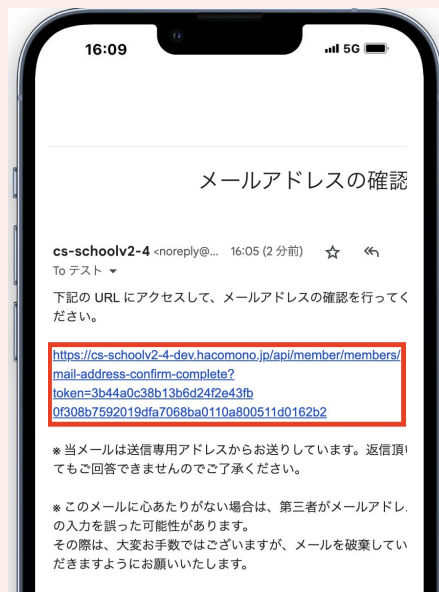 16:09
5G
メールアドレスの確認
cs-schoolv2-4 <noreply@... 16:05 (2 分前)
To テスト
下記の URL にアクセスして、メールアドレスの確認を行ってく
ださい。
https://cs-schoolv2-4-dev.hacomono.jp/api/member/members/
mail-address-confirm-complete?
token=3b44a0c38b13b6d24f2e43fb
0f308b7592019dfa7068ba0110a800511d0162b2
※ 当メールは送信専用アドレスからお送りしています。返信頂い
てもご回答できませんのでご了承ください。
※ このメールに心あたりがない場合は、第三者がメールアドレ
の入力を誤った可能性があります。
その際は、大変お手数ではございますが、メールを破棄してい
だきますようにお願いいたします。